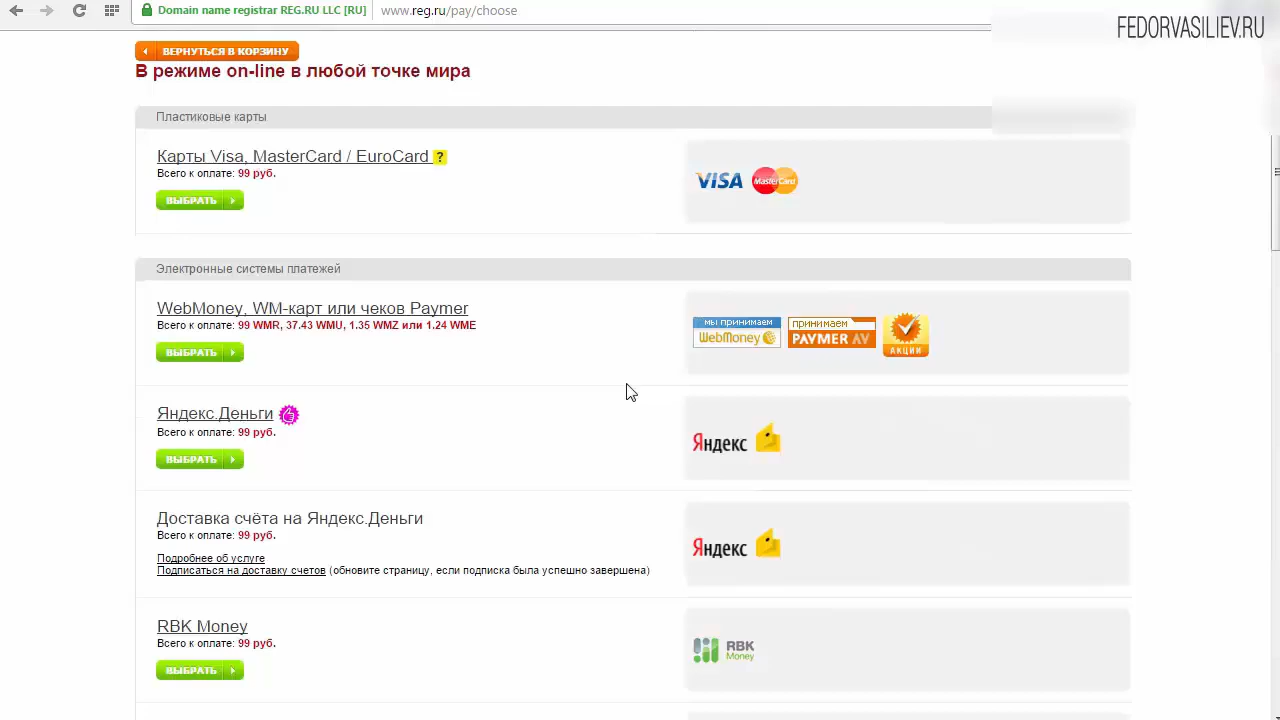 Domain name registrar REG.RU LLC [RU]
www.reg.ru/pay/choose
FEDORVASILIEV.RU
ВЕРНУТЬСЯ В КОРЗИНУ
В режиме on-line в любой точке мира
Пластиковые карты
Карты Visa, MasterCard / EuroCard ?
Всего к оплате: 99 руб.
ВЫБРАТЬ
VISA MasterCard
Электронные системы платежей
WebMoney, WM-карт или чеков Paymer
Всего к оплате: 99 WMR, 37.43 WMU, 1.35 WMZ или 1.24 WME
ВЫБРАТЬ
мы принимаем
WebMoney
принимаем
PAYMER
АКЦИИ
Яндекс.Деньги
Всего к оплате: 99 руб.
ВЫБРАТЬ
Яндекс
Доставка счёта на Яндекс.Деньги
Всего к оплате: 99 руб.
Подробнее об услуге
Подписаться на доставку счетов (обновите страницу, если подписка была успешно завершена)
Яндекс
RBK Money
Всего к оплате: 99 руб.
ВЫБРАТЬ
RBK
Money